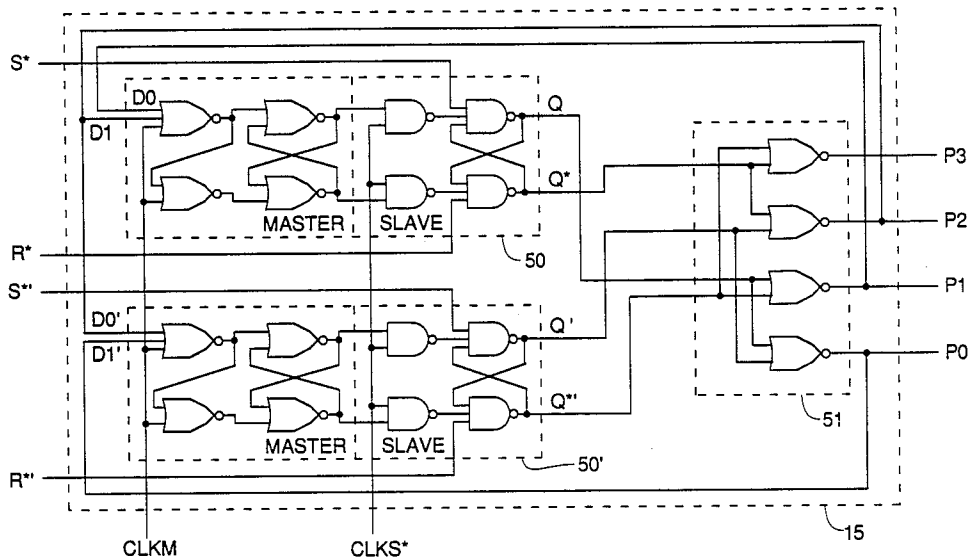 S*
D0
D1
Q
P3
Q*
MASTER
SLAVE
P2
R*
50
S*'
P1
D0'
D1'
Q'
P0
Q*'
51
MASTER
SLAVE
50'
R*'
15
CLKM
CLKS*